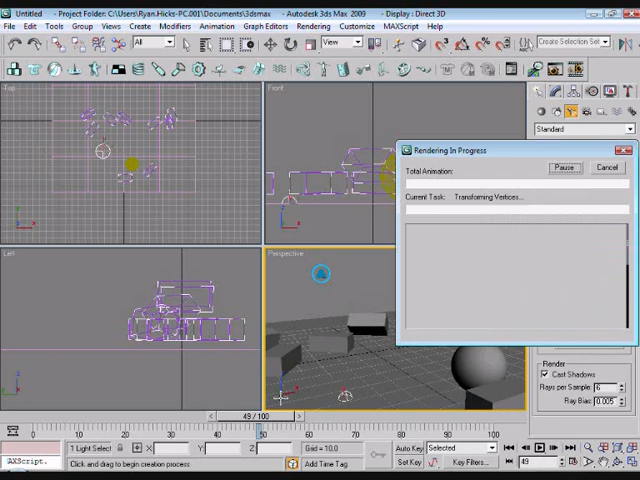 Untitled - Project Folder: C:\Users\Ryan.Hicks-PC.001\Documents\3dsmax - Autodesk 3ds Max 2009 - Display : Direct 3D
File Edit Tools Group Views Create Modifiers Animation Graph Editors Rendering Customize MAXScript Help
All View Create Selection Set
Top Front
Standard
Rendering In Progress
Total Animation: Pause Cancel
Current Task: Transforming Vertices...
Left Perspective
Render
Cast Shadows
Rays per Sample: 6
Ray Bias: 0.005
49 / 100
0 10 20 30 40 50 60 70 80 90 100
1 Light Select X: Y: Z: Grid = 10.0 Auto Key Selected
AXScript. Click and drag to begin creation process Add Time Tag Set Key Key Filters... 49